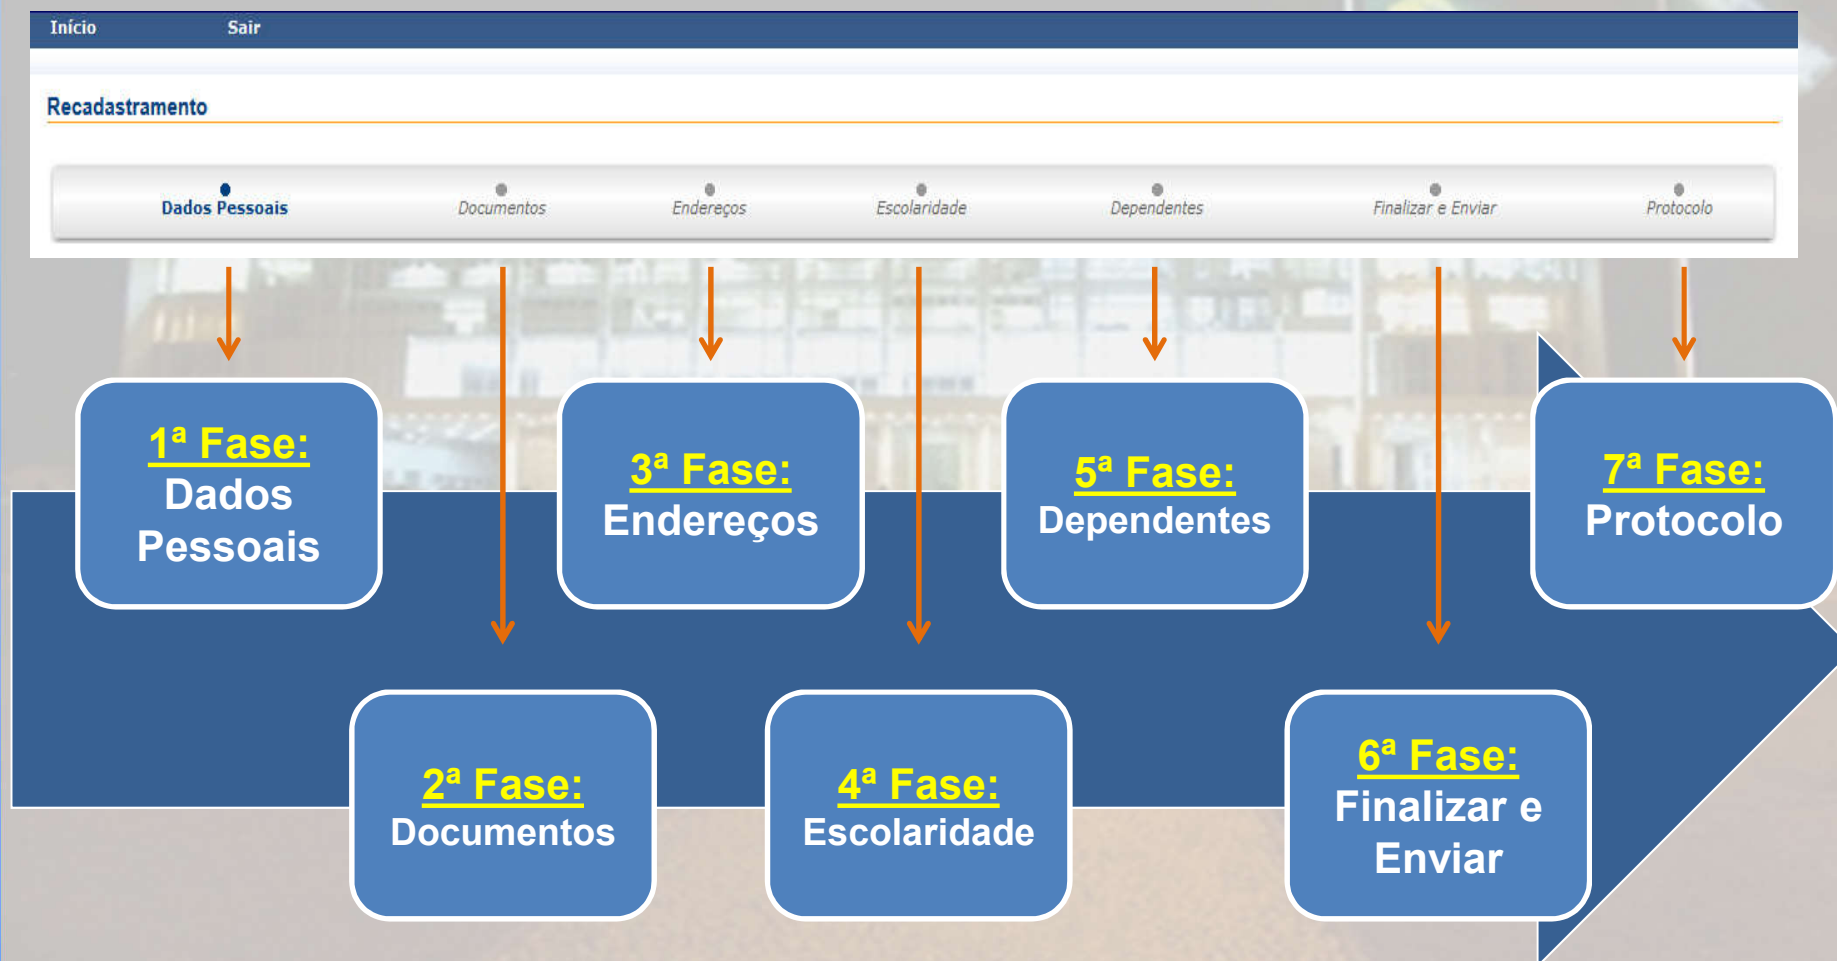 Início Sair
Recadastramento
Dados Pessoais Documentos Endereços Escolaridade Dependentes Finalizar e Enviar Protocolo
1ª Fase:
Dados
Pessoais
2ª Fase:
Documentos
3ª Fase:
Endereços
4ª Fase:
Escolaridade
5ª Fase:
Dependentes
6ª Fase:
Finalizar e
Enviar
7ª Fase:
Protocolo